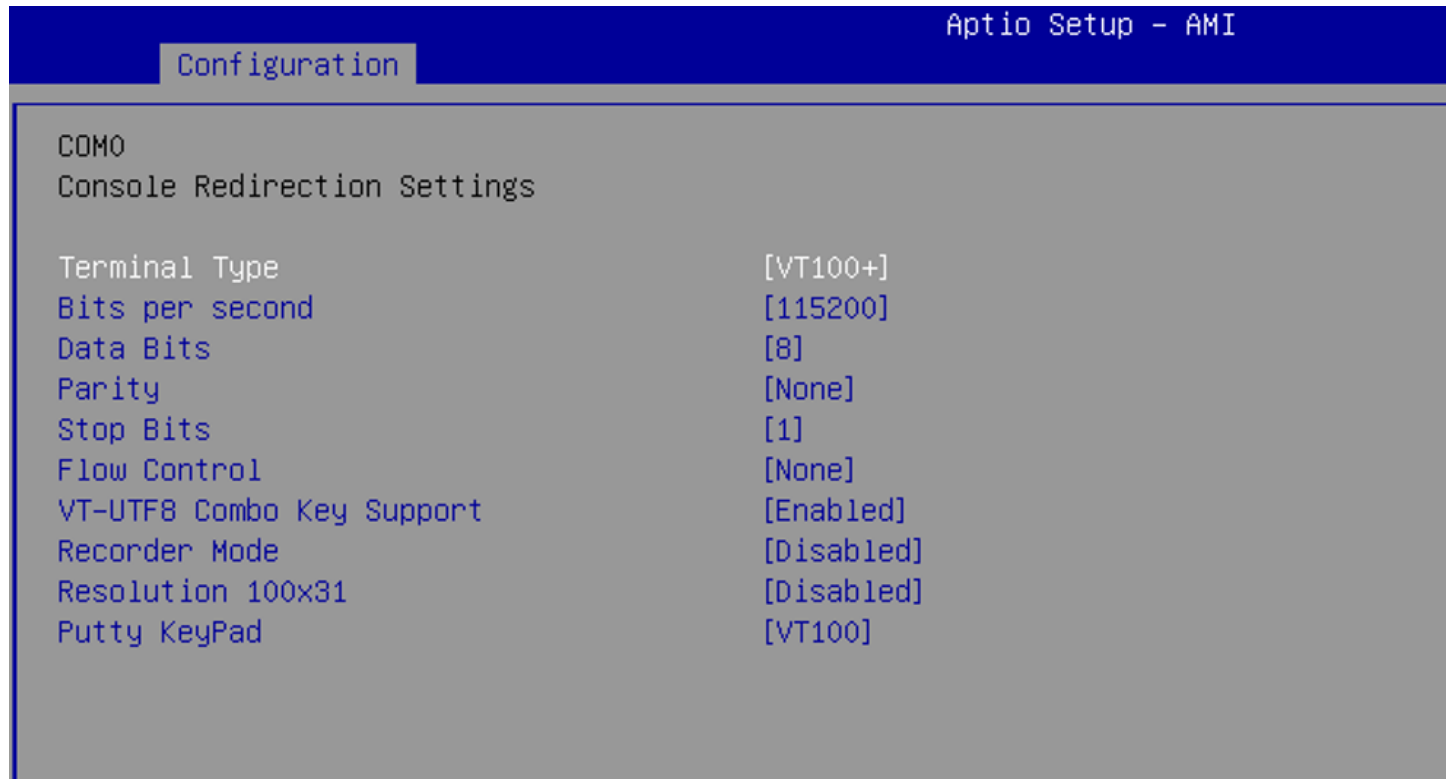 Aptio Setup – AMI
Configuration
COM0
Console Redirection Settings
Terminal Type [VT100+]
Bits per second [115200]
Data Bits [8]
Parity [None]
Stop Bits [1]
Flow Control [None]
VT-UTF8 Combo Key Support [Enabled]
Recorder Mode [Disabled]
Resolution 100x31 [Disabled]
Putty KeyPad [VT100]